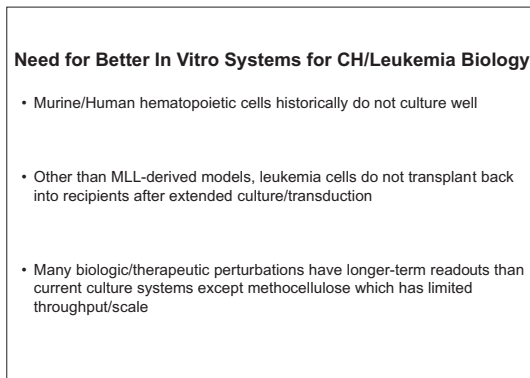 Need for Better In Vitro Systems for CH/Leukemia Biology
• Murine/Human hematopoietic cells historically do not culture well
• Other than MLL-derived models, leukemia cells do not transplant back
into recipients after extended culture/transduction
• Many biologic/therapeutic perturbations have longer-term readouts than
current culture systems except methocellulose which has limited
throughput/scale